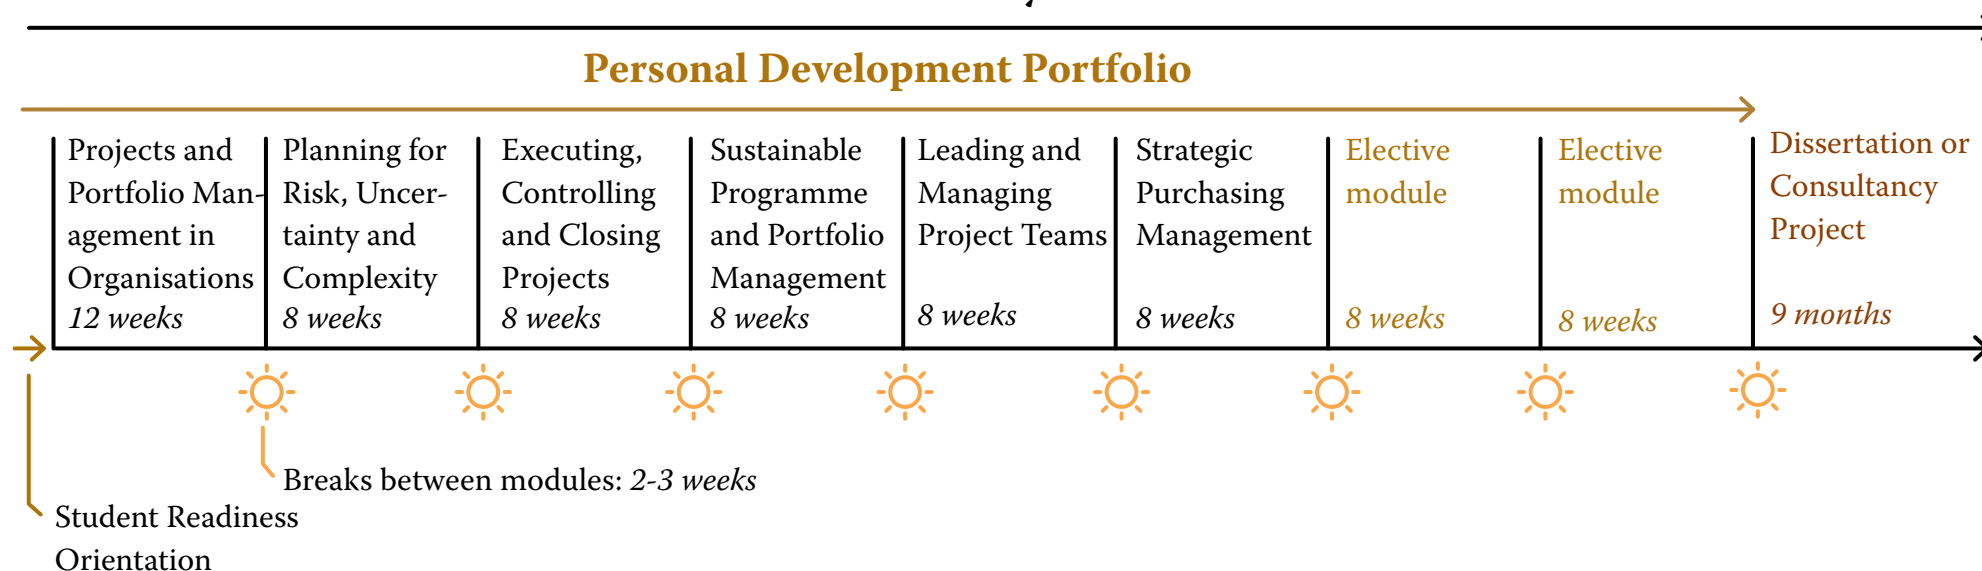 Personal Development Portfolio
Projects and
Portfolio Man-
agement in
Organisations
12 weeks
Planning for
Risk, Uncer-
tainty and
Complexity
8 weeks
Executing,
Controlling
and Closing
Projects
8 weeks
Sustainable
Programme
and Portfolio
Management
8 weeks
Leading and
Managing
Project Teams
8 weeks
Strategic
Purchasing
Management
8 weeks
Elective
module
8 weeks
Elective
module
8 weeks
Dissertation or
Consultancy
Project
9 months
Breaks between modules: 2-3 weeks
Student Readiness
Orientation